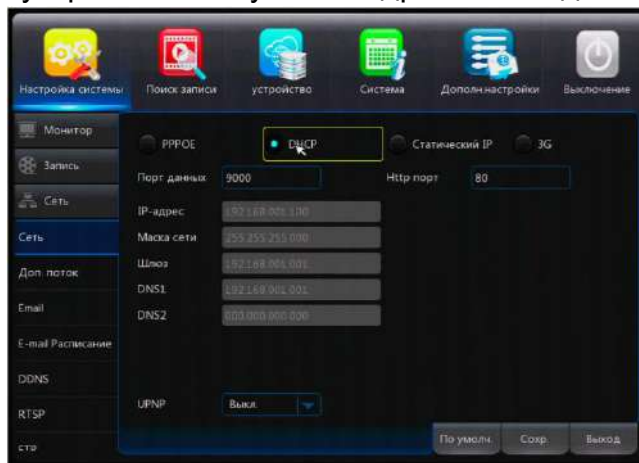 Настройка системы Поиск записи устройство Система Дополн.настройки Выключение
Монитор
Запись
Сеть
Сеть
Доп. поток
Email
E-mail Расписание
DDNS
RTSP
PPPOE DHCP Статический IP 3G
Порт данных 9000 Http порт 80
IP-адрес 192.168.001.100
Маска сети 255.255.255.000
Шлюз 192.168.001.001
DNS1 192.168.001.001
DNS2 000.000.000.000
UPNP Выкл.
По умолч. Сохр. Выход